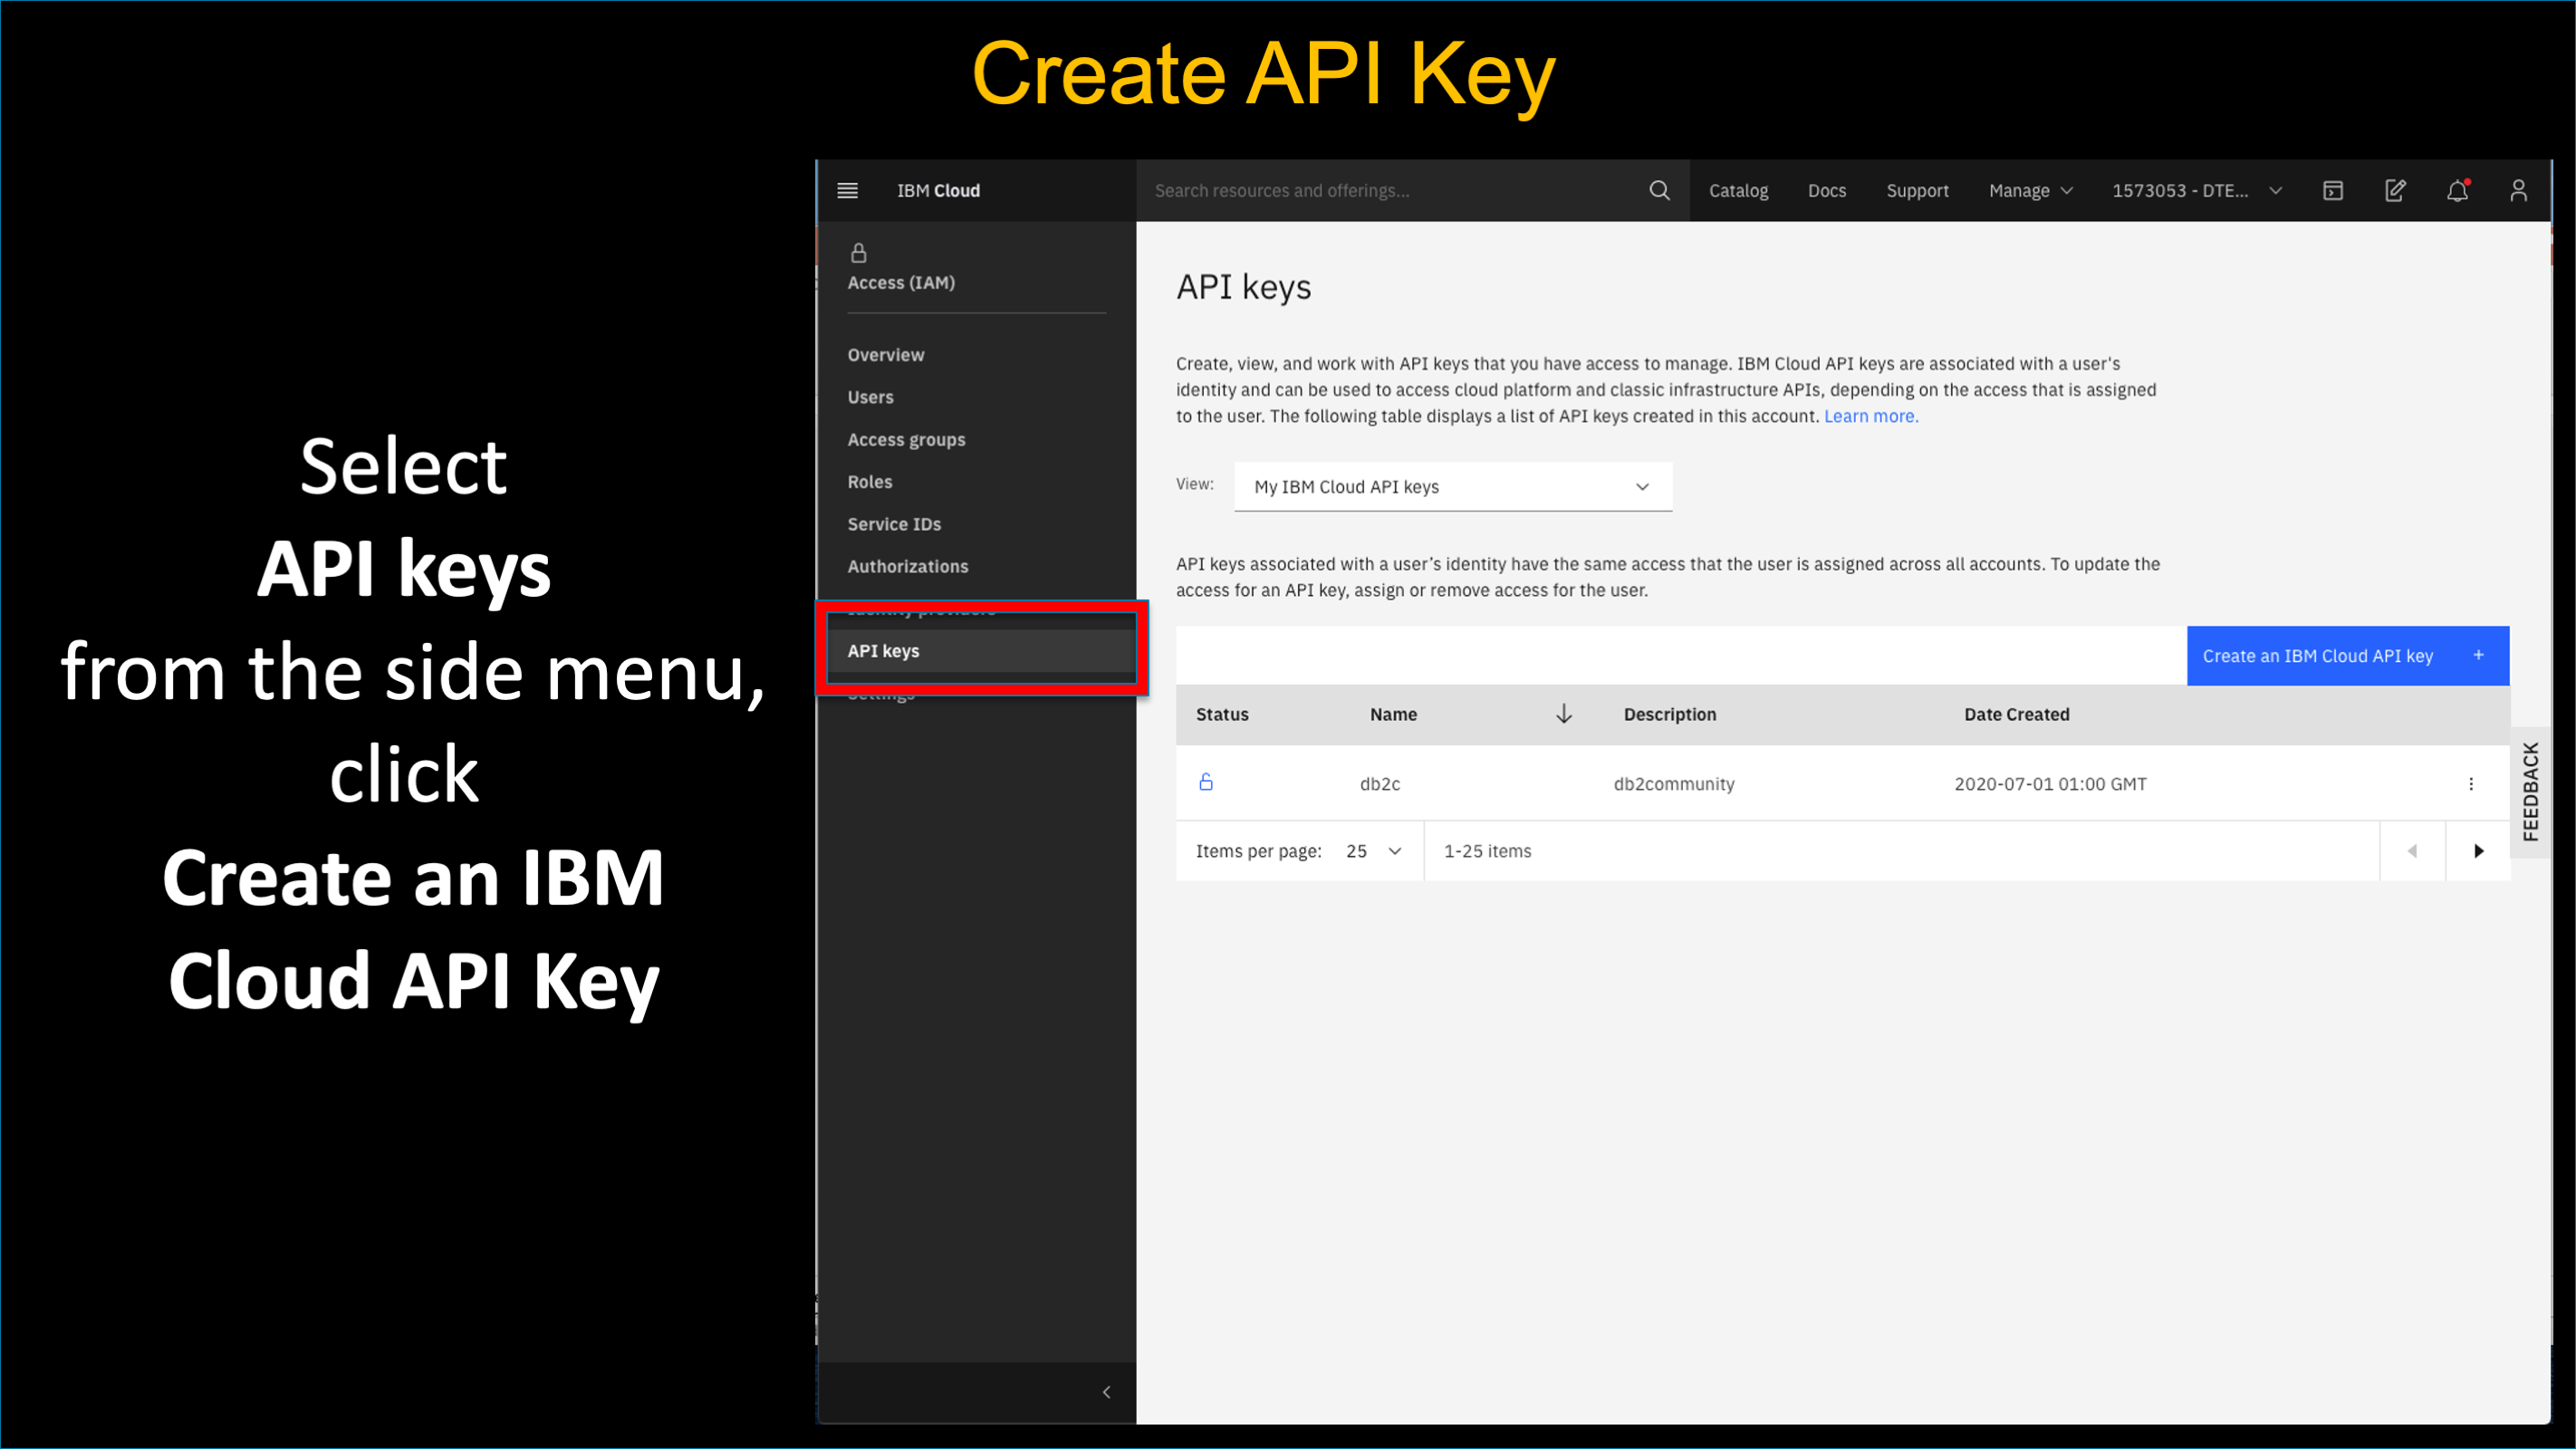 Create API Key
Select
API keys
from the side menu,
click
Create an IBM
Cloud API Key
IBM Cloud
Search resources and offerings...
Catalog
Docs
Support
Manage
1573053 - DTE...
Access (IAM)
Overview
Users
Access groups
Roles
Service IDs
Authorizations
Identity providers
API keys
Settings
API keys
Create, view, and work with API keys that you have access to manage. IBM Cloud API keys are associated with a user's
identity and can be used to access cloud platform and classic infrastructure APIs, depending on the access that is assigned
to the user. The following table displays a list of API keys created in this account. Learn more.
View:
My IBM Cloud API keys
API keys associated with a user’s identity have the same access that the user is assigned across all accounts. To update the
access for an API key, assign or remove access for the user.
Create an IBM Cloud API key +
Status
Name
Description
Date Created
db2c
db2community
2020-07-01 01:00 GMT
Items per page: 25
1-25 items
FEEDBACK